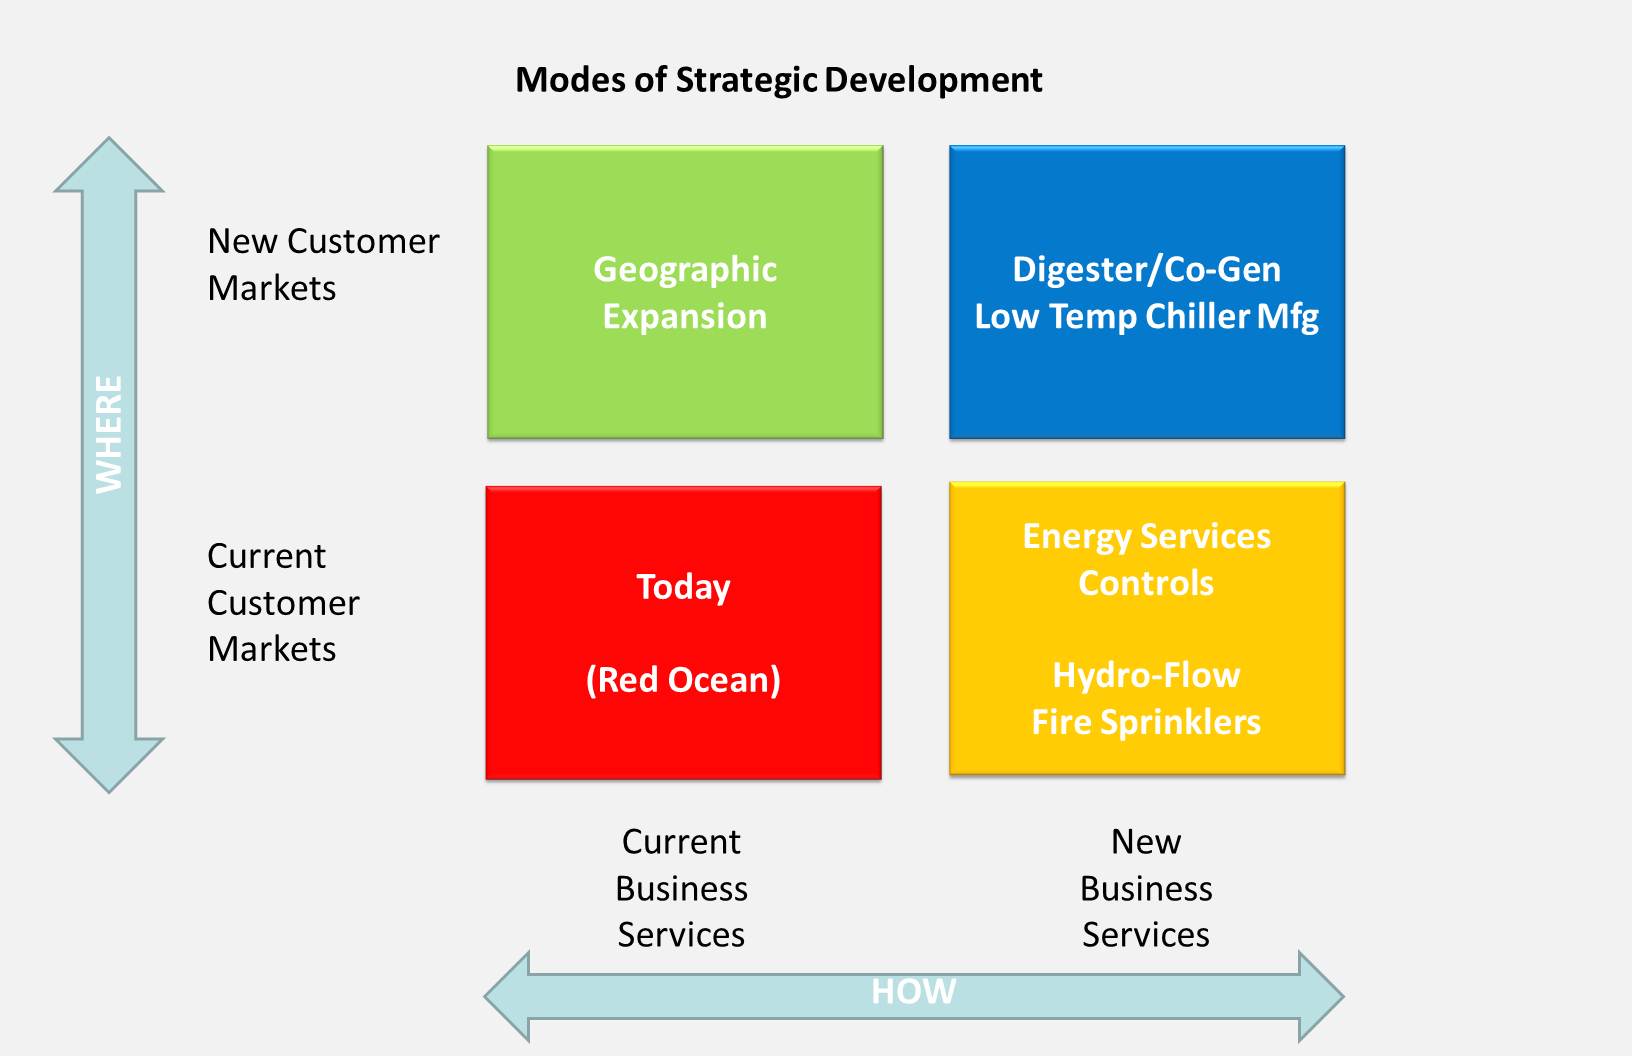 Modes of Strategic Development
New Customer
Markets
Geographic
Expansion
Digester/Co-Gen
Low Temp Chiller Mfg
WHERE
Current
Customer
Markets
Today
(Red Ocean)
Energy Services
Controls
Hydro-Flow
Fire Sprinklers
Current
Business
Services
New
Business
Services
HOW